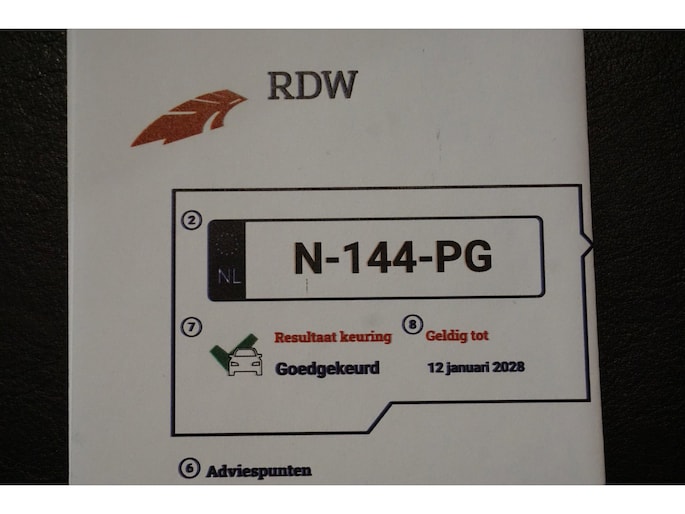 RDW
2
NL
N-144-PG
7 Resultaat keuring 8 Geldig tot
Goedgekeurd 12 januari 2028
6 Adviespunten